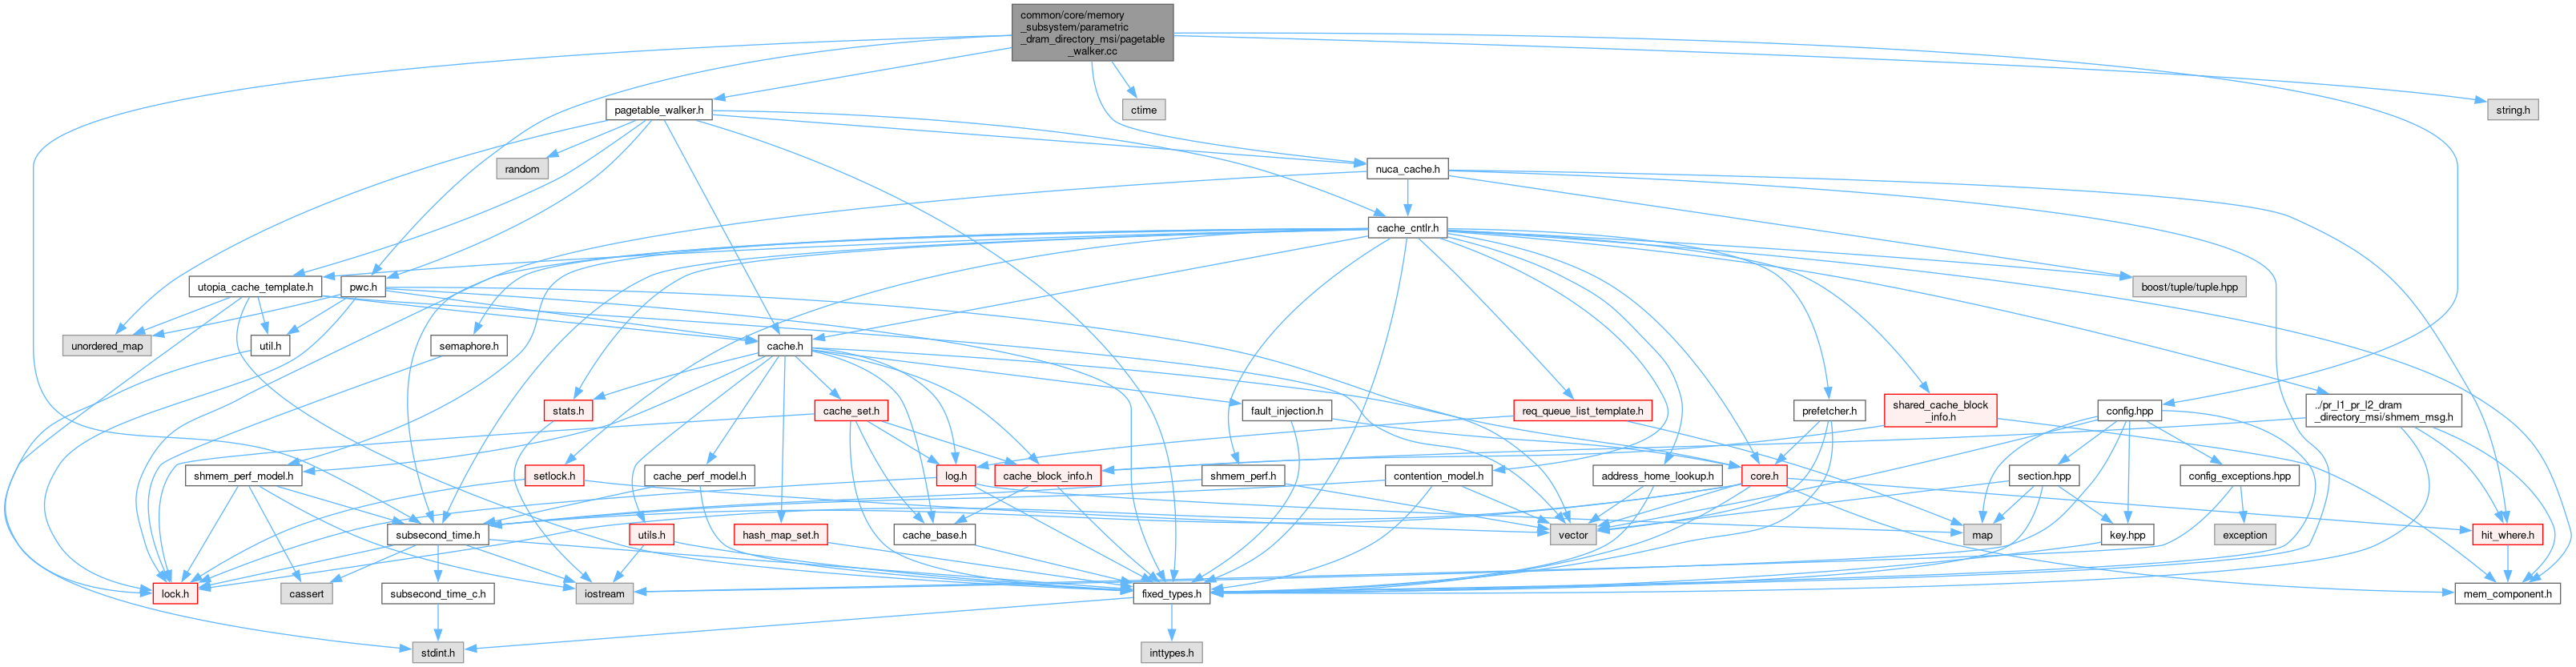 common/core/memory
_subsystem/parametric
_dram_directory_msi/pagetable
_walker.cc
pagetable_walker.h
ctime
string.h
random
nuca_cache.h
cache_cntlr.h
utopia_cache_template.h
pwc.h
boost/tuple/tuple.hpp
unordered_map
util.h
semaphore.h
cache.h
stats.h
cache_set.h
fault_injection.h
req_queue_list_template.h
prefetcher.h
shared_cache_block
_info.h
config.hpp
../pr_l1_pr_l2_dram
_directory_msi/shmem_msg.h
shmem_perf_model.h
setlock.h
cache_perf_model.h
log.h
cache_block_info.h
shmem_perf.h
contention_model.h
address_home_lookup.h
core.h
section.hpp
config_exceptions.hpp
subsecond_time.h
utils.h
hash_map_set.h
cache_base.h
vector
map
key.hpp
exception
hit_where.h
lock.h
cassert
subsecond_time_c.h
iostream
fixed_types.h
mem_component.h
stdint.h
inttypes.h